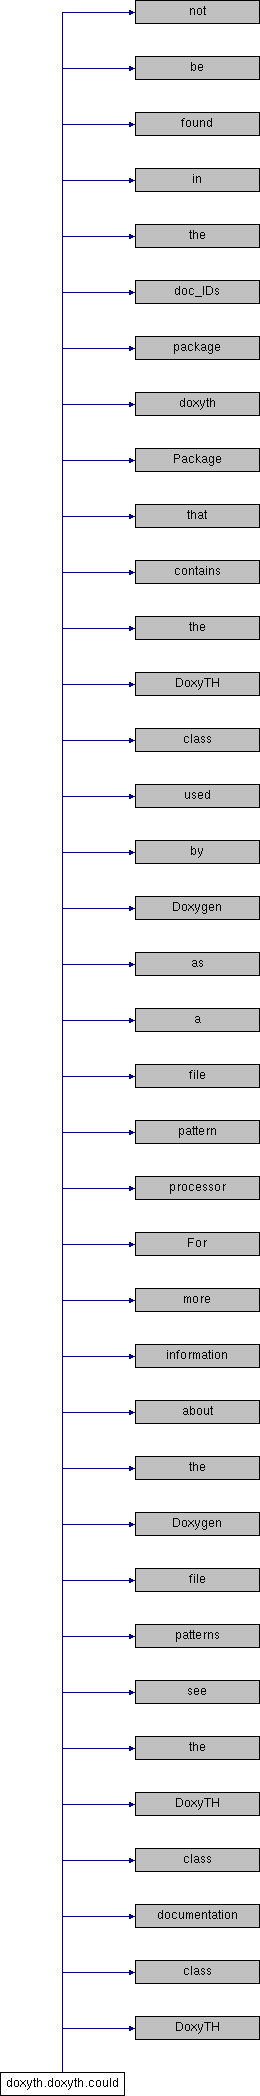 not
be
found
in
the
doc_IDs
package
doxyth
Package
that
contains
the
DoxyTH
class
used
by
Doxygen
as
a
file
pattern
processor
For
more
information
about
the
Doxygen
file
patterns
see
the
DoxyTH
class
documentation
class
DoxyTH
doxyth.doxyth.could